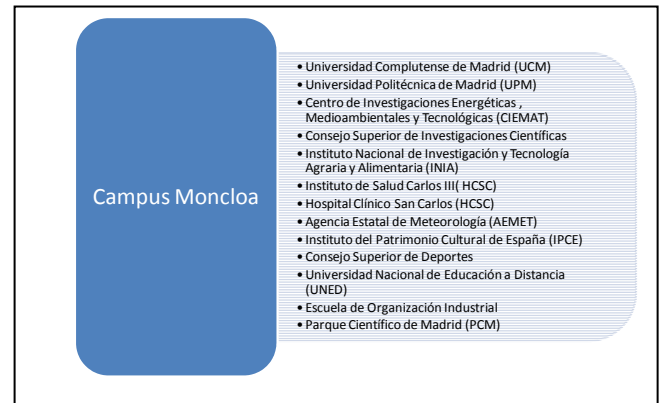 Campus Moncloa
• Universidad Complutense de Madrid (UCM)
• Universidad Politécnica de Madrid (UPM)
• Centro de Investigaciones Energéticas ,
Medioambientales y Tecnológicas (CIEMAT)
• Consejo Superior de Investigaciones Científicas
• Instituto Nacional de Investigación y Tecnología
Agraria y Alimentaria (INIA)
• Instituto de Salud Carlos III( HCSC)
• Hospital Clínico San Carlos (HCSC)
• Agencia Estatal de Meteorología (AEMET)
• Instituto del Patrimonio Cultural de España (IPCE)
• Consejo Superior de Deportes
• Universidad Nacional de Educación a Distancia
(UNED)
• Escuela de Organización Industrial
• Parque Científico de Madrid (PCM)